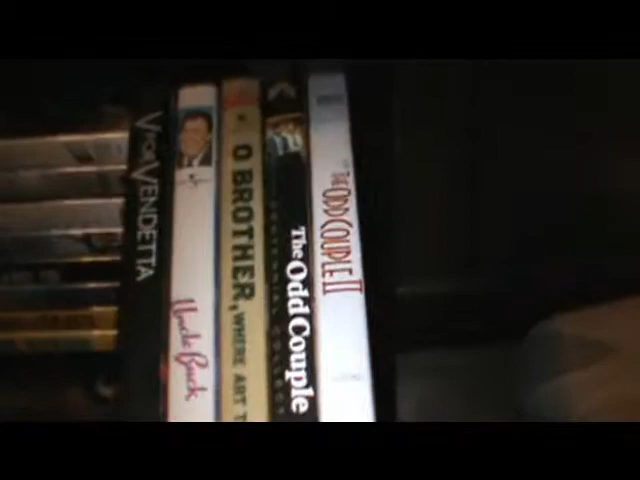 V FOR VENDETTA
Uncle Buck
O BROTHER, WHERE ART T
The Odd Couple
THE ODD COUPLE II